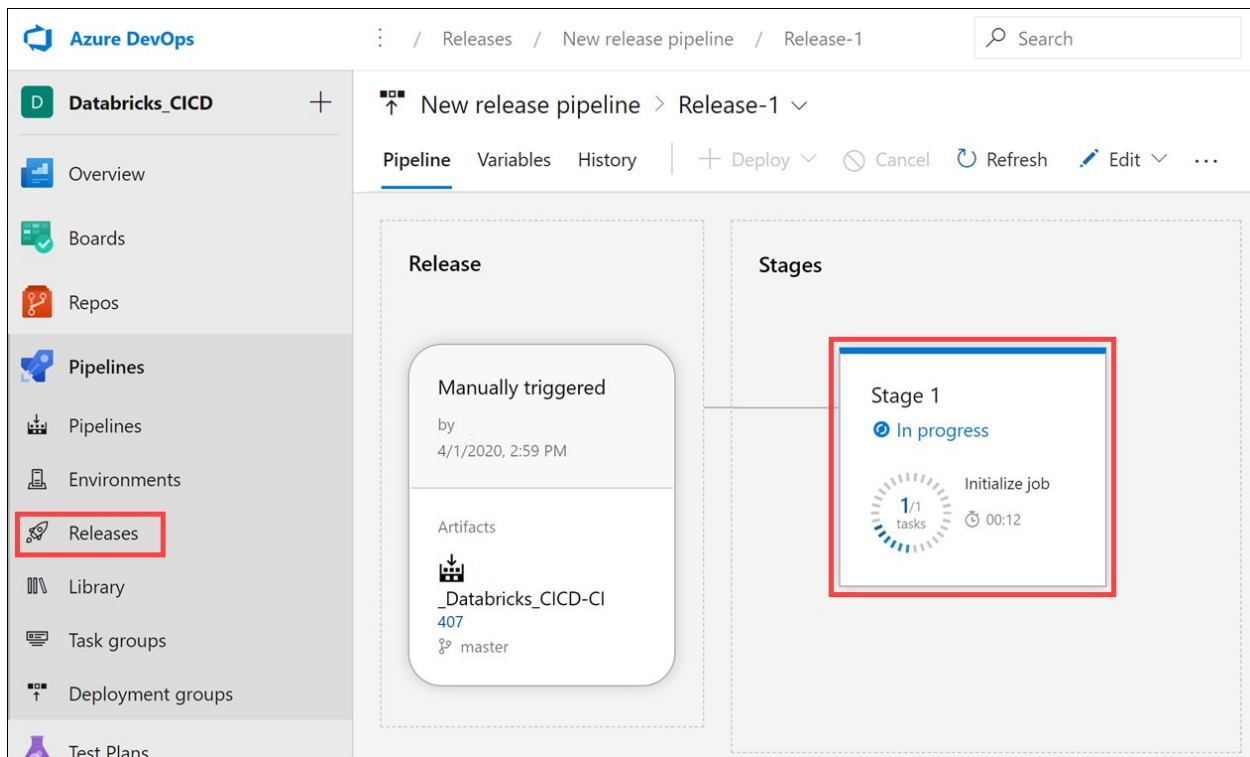 Azure DevOps
⋮ / Releases / New release pipeline / Release-1
Search
D Databricks_CICD +
Overview
Boards
Repos
Pipelines
Pipelines
Environments
Releases
Library
Task groups
Deployment groups
Test Plans
New release pipeline > Release-1
Pipeline Variables History + Deploy Cancel Refresh Edit ...
Release
Manually triggered
by
4/1/2020, 2:59 PM
Artifacts
_Databricks_CICD-CI
407
master
Stages
Stage 1
In progress
1/1
tasks
Initialize job
00:12